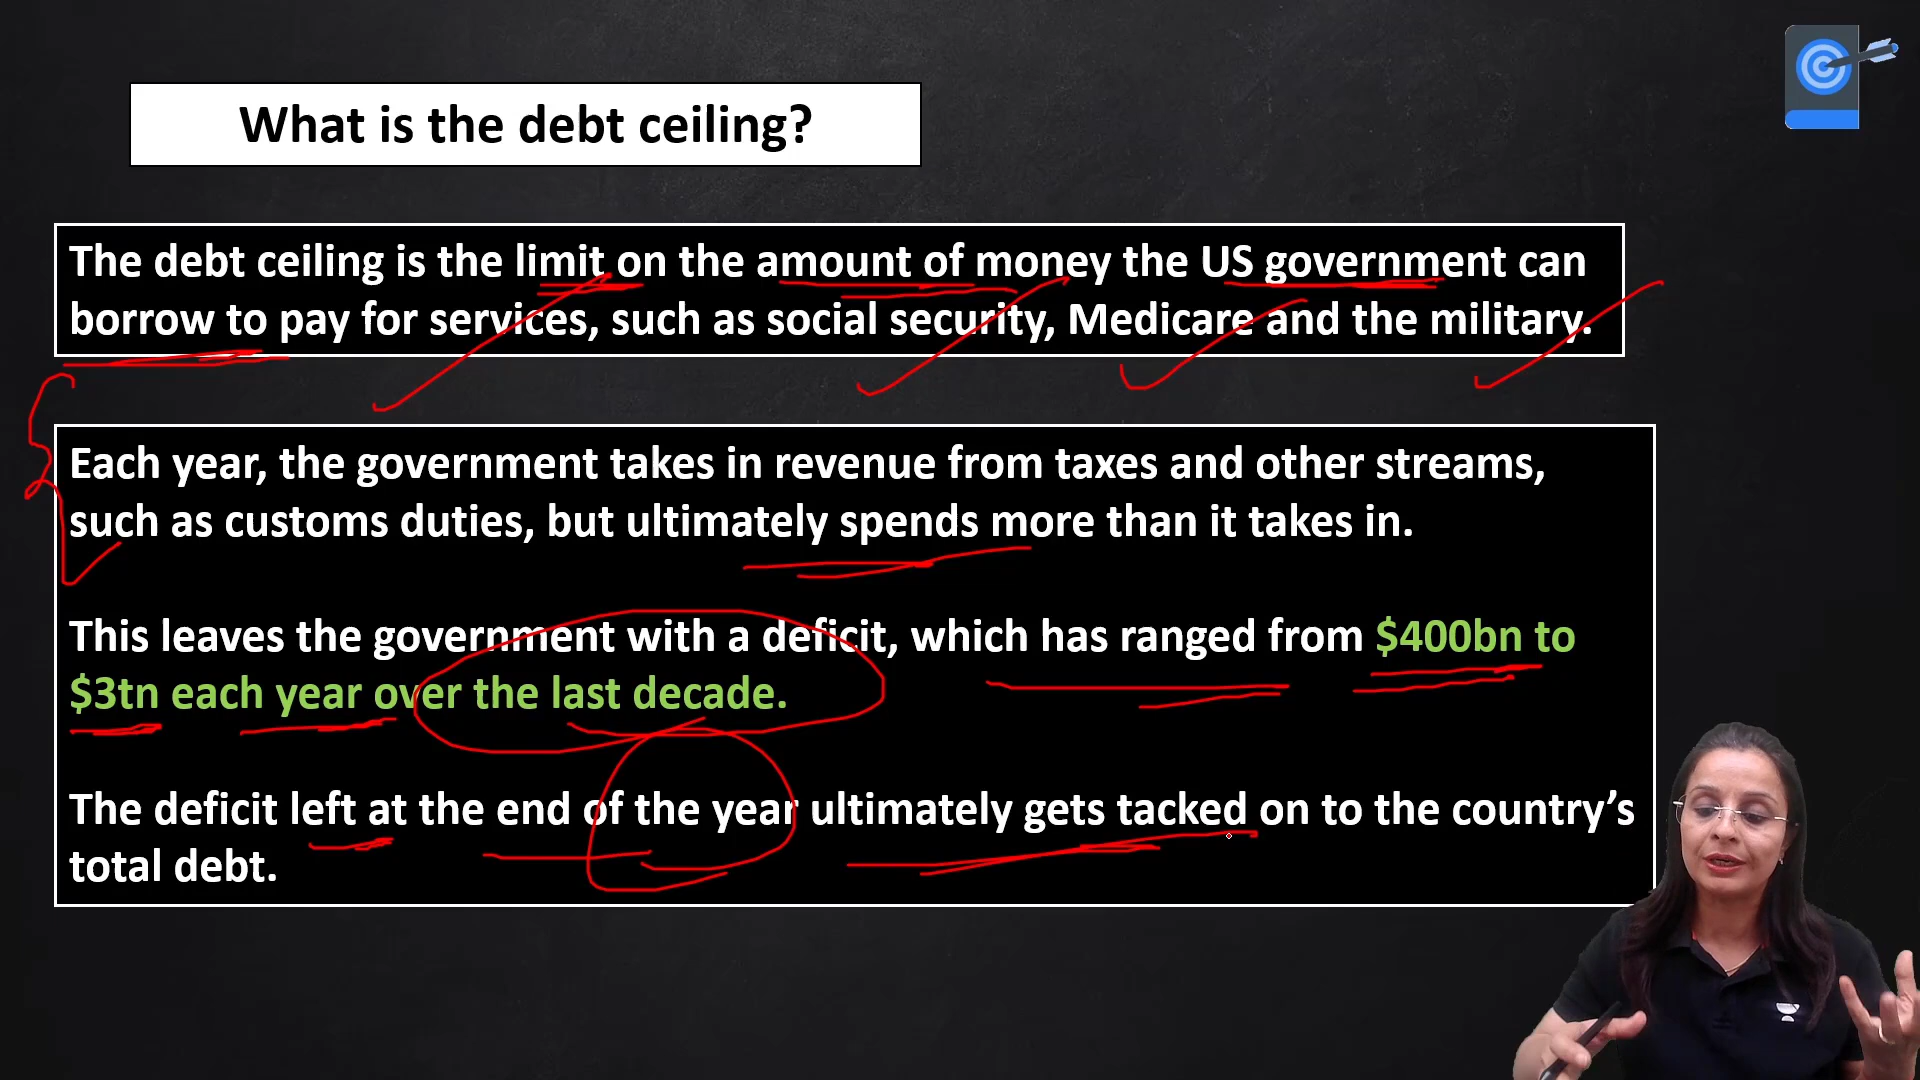 What is the debt ceiling?
The debt ceiling is the limit on the amount of money the US government can
borrow to pay for services, such as social security, Medicare and the military.
Each year, the government takes in revenue from taxes and other streams,
such as customs duties, but ultimately spends more than it takes in.
This leaves the government with a deficit, which has ranged from $400bn to
$3tn each year over the last decade.
The deficit left at the end of the year ultimately gets tacked on to the country’s
total debt.